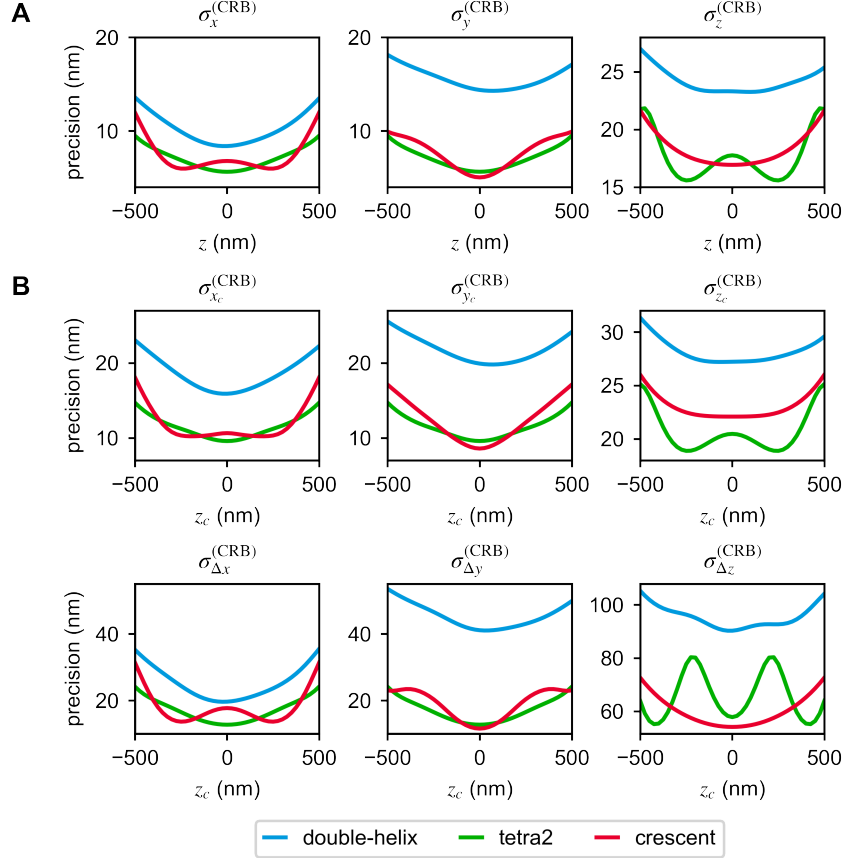 A
σx(CRB) σy(CRB) σz(CRB)
precision (nm)
20 20 25
10 10 20
15
−500 0 500 −500 0 500 −500 0 500
z (nm) z (nm) z (nm)
B
σxc(CRB) σyc(CRB) σzc(CRB)
precision (nm)
20 20 30
10 10 25
20
−500 0 500 −500 0 500 −500 0 500
zc (nm) zc (nm) zc (nm)
σΔx(CRB) σΔy(CRB) σΔz(CRB)
precision (nm)
40 40 100
20 20 80
60
−500 0 500 −500 0 500 −500 0 500
zc (nm) zc (nm) zc (nm)
double-helix tetra2 crescent